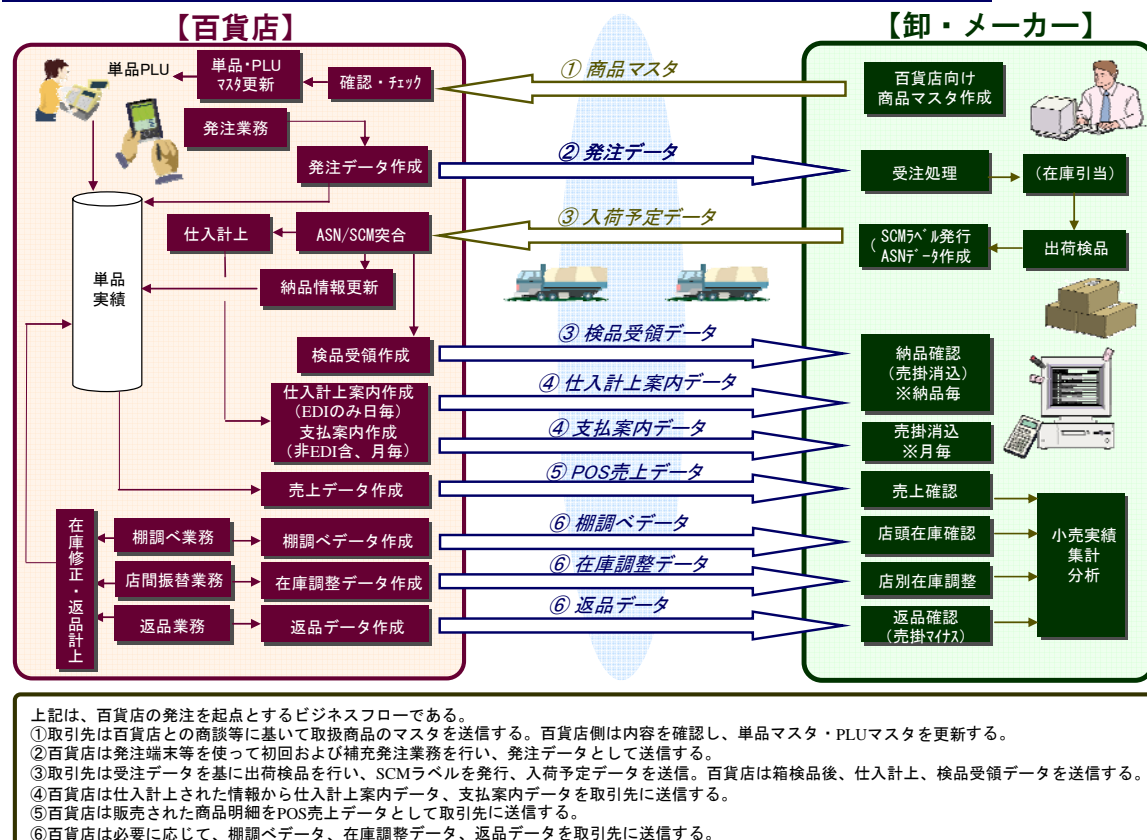 【百貨店】
【卸・メーカー】
単品PLU
単品・PLU
ﾏｽﾀ更新
確認・ﾁｪｯｸ
① 商品マスタ
百貨店向け
商品マスタ作成
発注業務
発注データ作成
② 発注データ
受注処理
(在庫引当)
仕入計上
ASN/SCM突合
③ 入荷予定データ
(SCMﾗﾍﾞﾙ発行
ASNﾃﾞｰﾀ作成
出荷検品
単品
実績
納品情報更新
検品受領作成
③ 検品受領データ
納品確認
(売掛消込)
※納品毎
仕入計上案内作成
(EDIのみ日毎)
支払案内作成
(非EDI含、月毎)
④ 仕入計上案内データ
④ 支払案内データ
売掛消込
※月毎
売上データ作成
⑤ POS売上データ
売上確認
在庫修正・返品計上
棚調べ業務
棚調べデータ作成
⑥ 棚調べデータ
店頭在庫確認
小売実績
集計
分析
店間振替業務
在庫調整データ作成
⑥ 在庫調整データ
店別在庫調整
返品業務
返品データ作成
⑥ 返品データ
返品確認
(売掛ﾏｲﾅｽ)
上記は、百貨店の発注を起点とするビジネスフローである。
①取引先は百貨店との商談等に基いて取扱商品のマスタを送信する。百貨店側は内容を確認し、単品マスタ・PLUマスタを更新する。
②百貨店は発注端末等を使って初回および補充発注業務を行い、発注データとして送信する。
③取引先は受注データを基に出荷検品を行い、SCMラベルを発行、入荷予定データを送信。百貨店は箱検品後、仕入計上、検品受領データを送信する。
④百貨店は仕入計上された情報から仕入計上案内データ、支払案内データを取引先に送信する。
⑤百貨店は販売された商品明細をPOS売上データとして取引先に送信する。
⑥百貨店は必要に応じて、棚調べデータ、在庫調整データ、返品データを取引先に送信する。